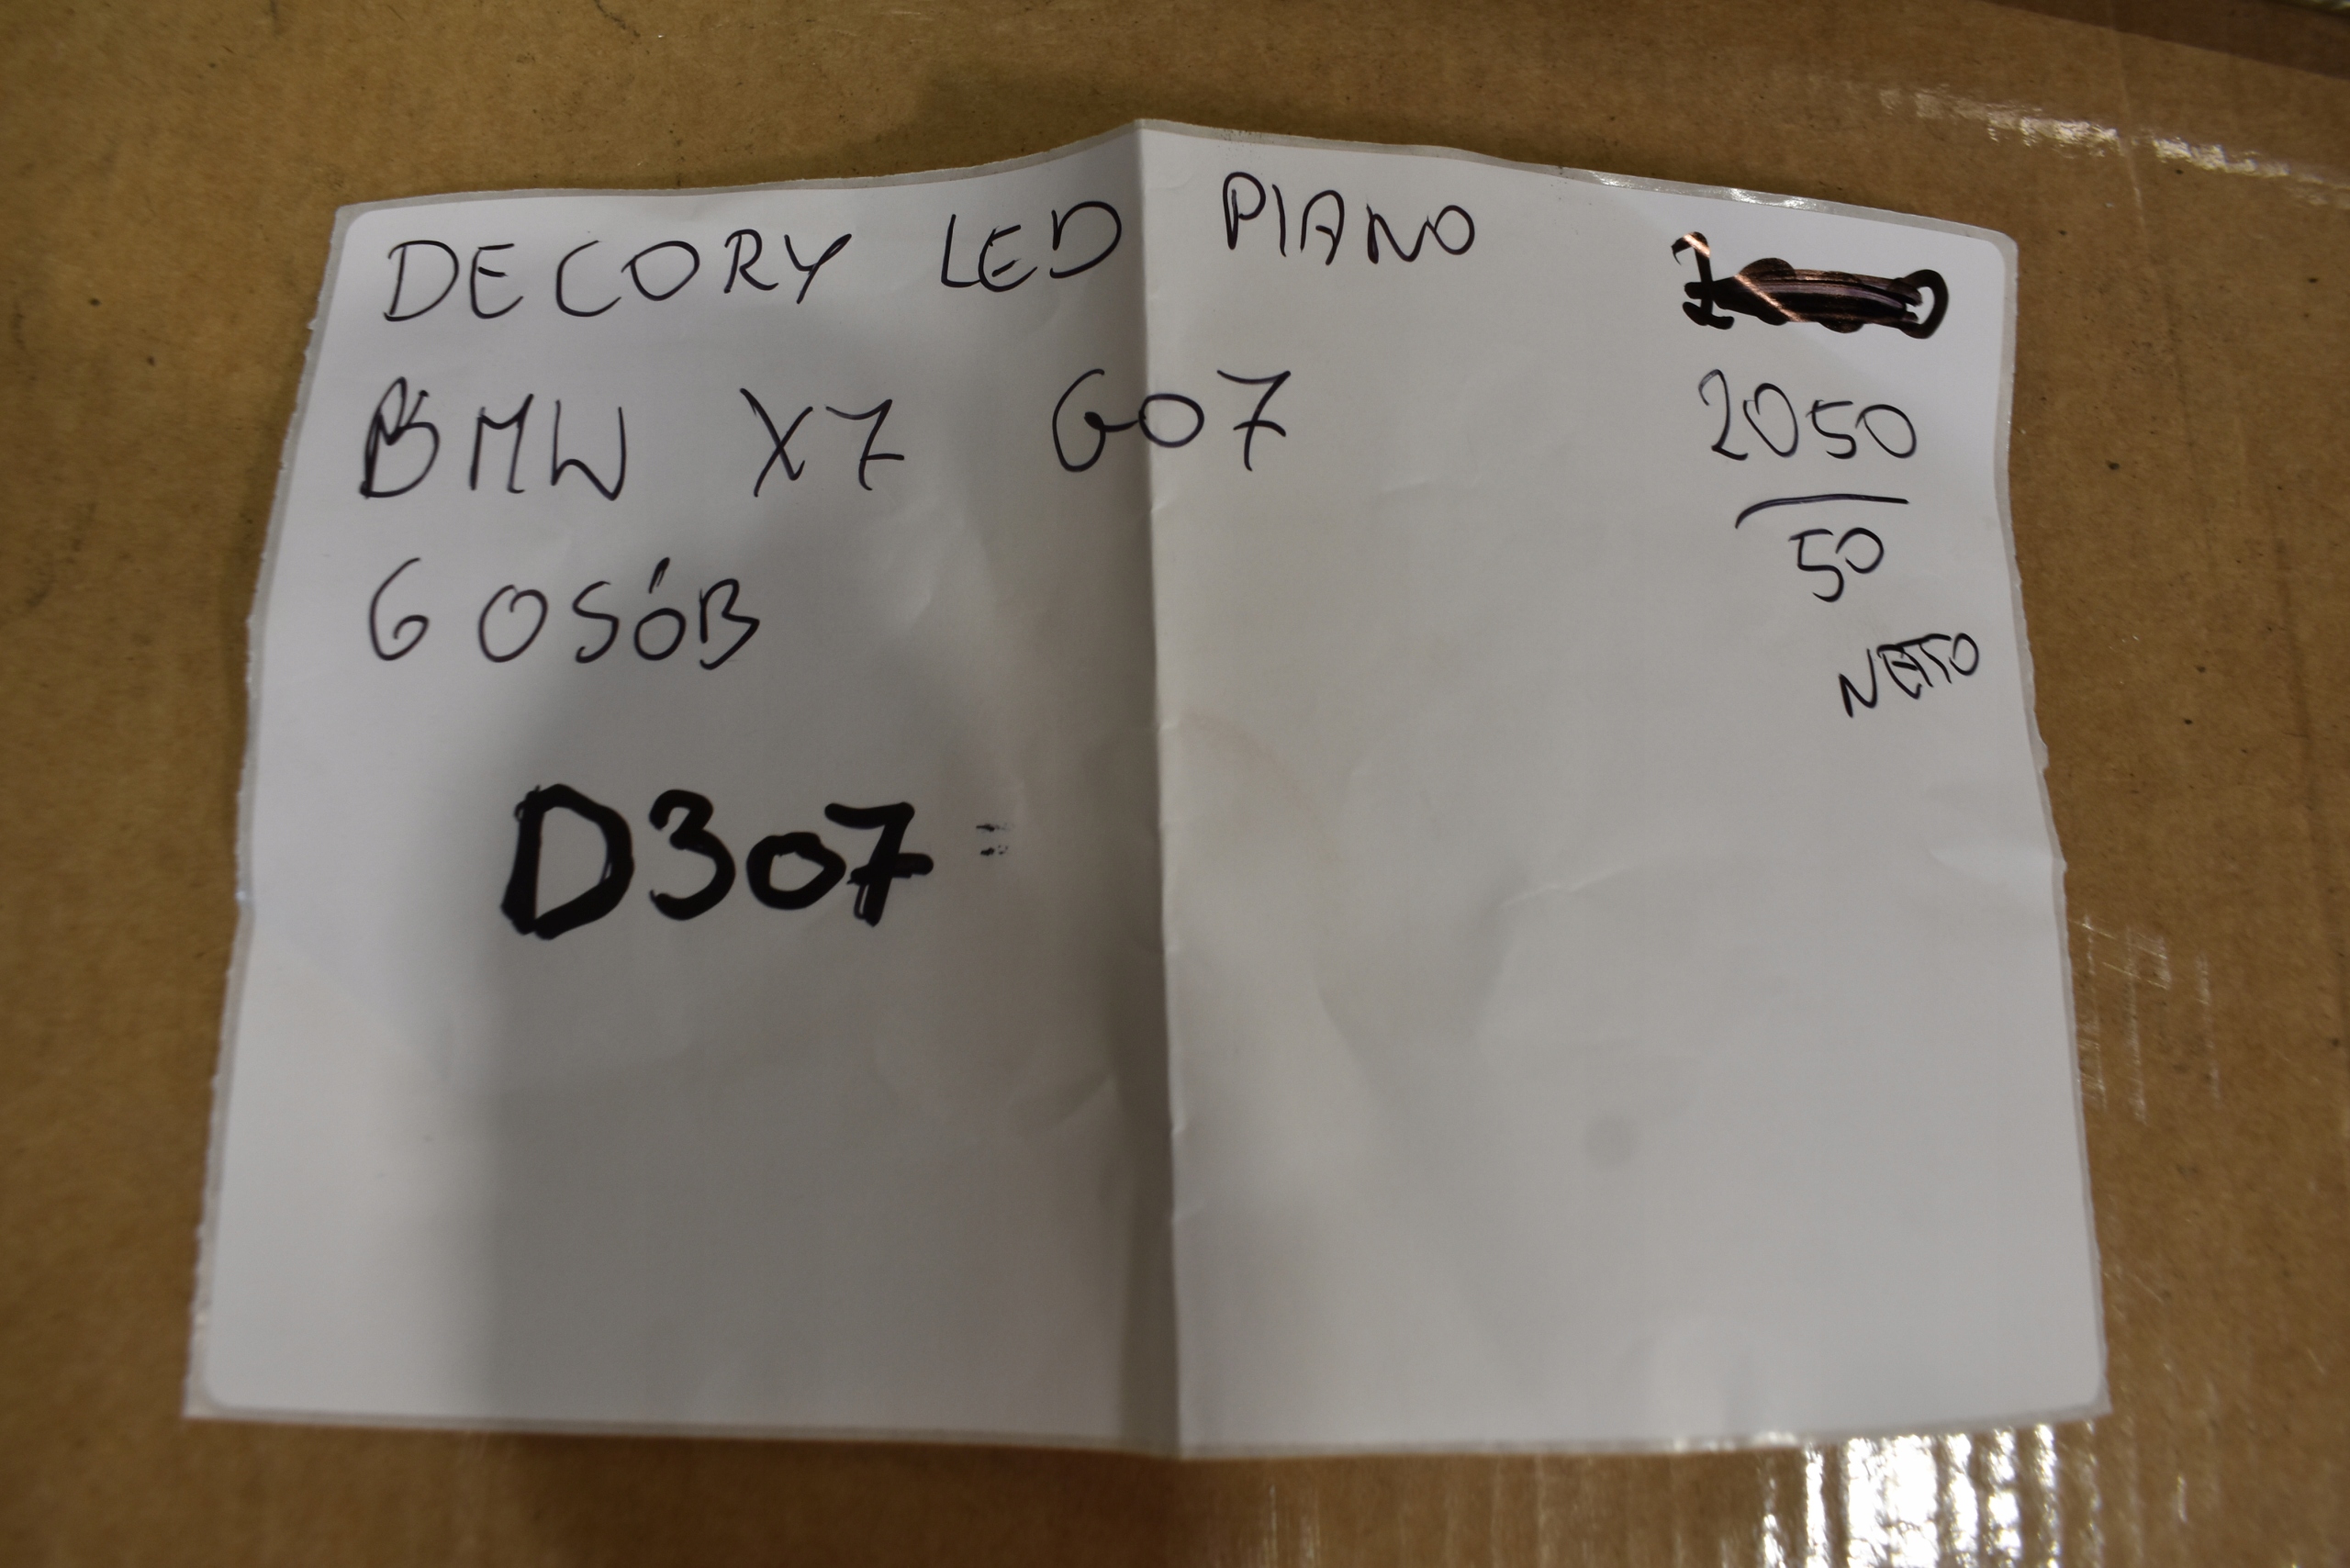 DECORY LED PIANO
BMW X7 G07
6 OSÓB
2050
50
NETTO
D307